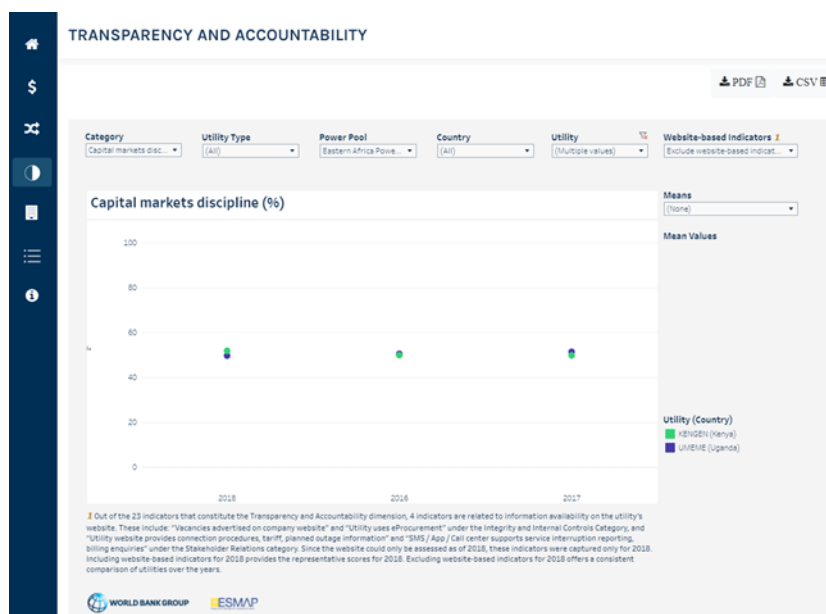 TRANSPARENCY AND ACCOUNTABILITY
PDF CSV
Category Utility Type Power Pool Country Utility Website-based Indicators 1
Capital markets disc... (All) Eastern Africa Powe... (All) (Multiple values) Exclude website-based indicat...
Capital markets discipline (%)
Means
(None)
Mean Values
100
80
60
40
20
0
Utility (Country)
KENGEN (Kenya)
UMEME (Uganda)
2018 2016 2017
1 Out of the 23 indicators that constitute the Transparency and Accountability dimension, 4 indicators are related to information availability on the utility's
website. These include: "Vacancies advertised on company website" and "Utility uses eProcurement" under the Integrity and Internal Controls Category, and
"Utility website provides connection procedures, tariff, planned outage information" and "SMS / App / Call center supports service interruption reporting,
billing enquiries" under the Stakeholder Relations category. Since the website could only be assessed as of 2018, these indicators were captured only for 2018.
Including website-based indicators for 2018 provides the representative scores for 2018. Excluding website-based indicators for 2018 offers a consistent
comparison of utilities over the years.
WORLD BANK GROUP ESMAP